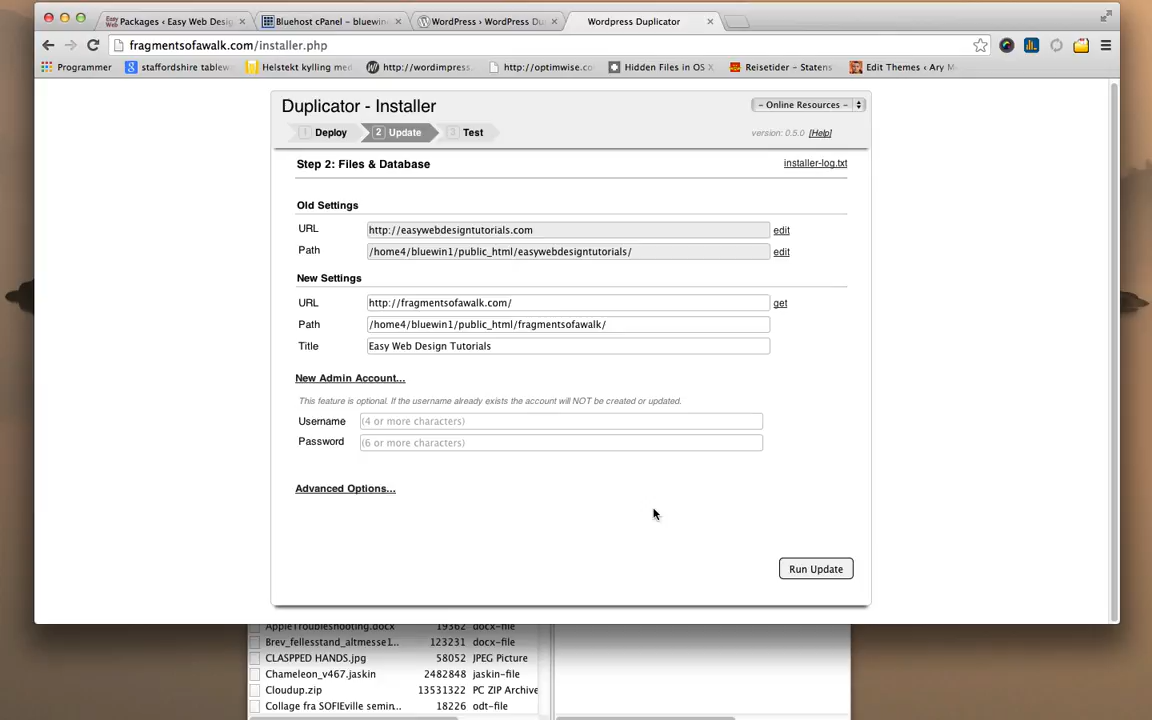 Packages ‹ Easy Web Desig
Bluehost cPanel – bluewin
WordPress › WordPress Du
Wordpress Duplicator
fragmentsofawalk.com/installer.php
Programmer
staffordshire tablew
Helstekt kylling me
http://wordimpress.
http://optimwise.co
Hidden Files in OS X
Reisetider – Statens
Edit Themes ‹ Ary M
Duplicator - Installer
– Online Resources –
1 Deploy
2 Update
3 Test
version: 0.5.0 [Help]
Step 2: Files & Database
installer-log.txt
Old Settings
URL http://easywebdesigntutorials.com edit
Path /home4/bluewin1/public_html/easywebdesigntutorials/ edit
New Settings
URL http://fragmentsofawalk.com/ get
Path /home4/bluewin1/public_html/fragmentsofawalk/
Title Easy Web Design Tutorials
New Admin Account...
This feature is optional. If the username already exists the account will NOT be created or updated.
Username (4 or more characters)
Password (6 or more characters)
Advanced Options...
Run Update
AppleTroubleshooting.docx 19362 docx-file
Brev_fellesstand_altmesse1... 123231 docx-file
CLASPPED HANDS.jpg 58052 JPEG Picture
Chameleon_v467.jaskin 2482848 jaskin-file
Cloudup.zip 13531322 PC ZIP Archive
Collage fra SOFIEville semin... 18226 odt-file